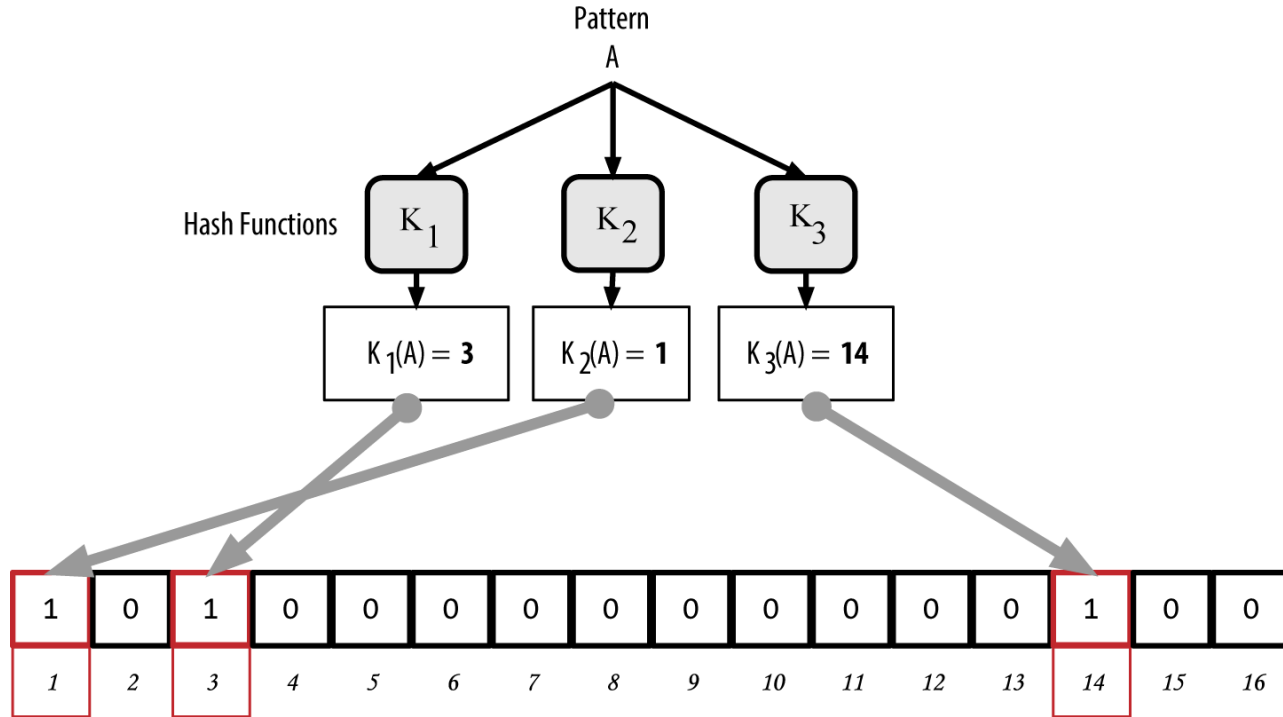 Pattern
A
Hash Functions
K1
K2
K3
K1(A) = 3
K2(A) = 1
K3(A) = 14
1 0 1 0 0 0 0 0 0 0 0 0 0 1 0 0
1 2 3 4 5 6 7 8 9 10 11 12 13 14 15 16